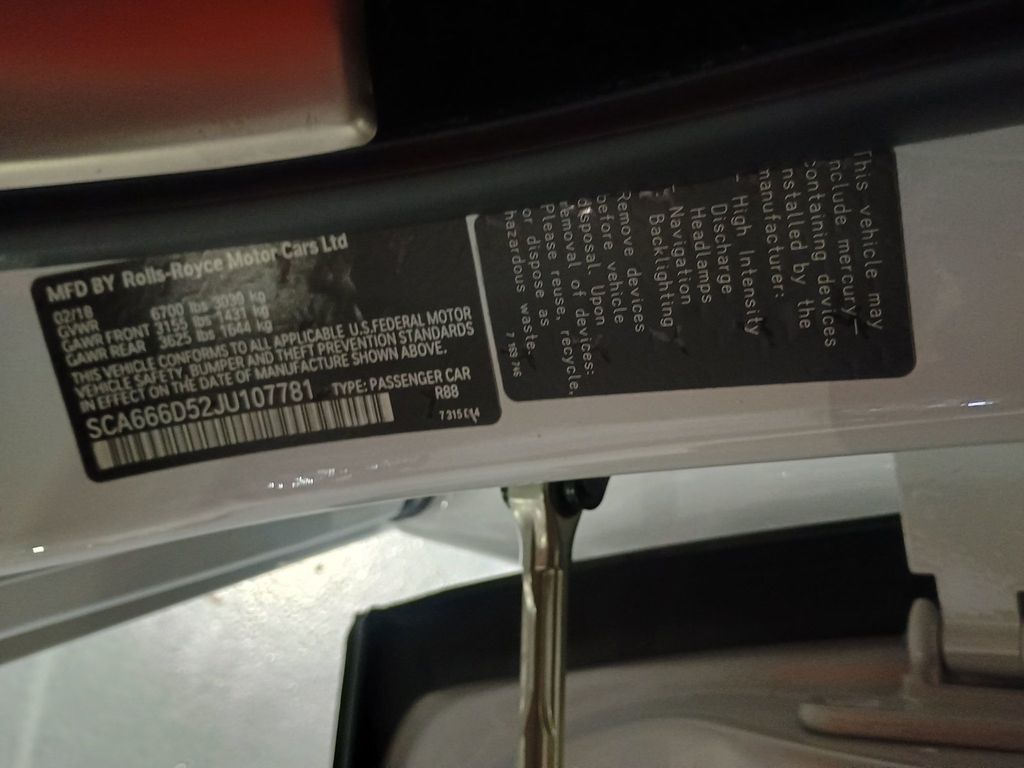 MFD BY Rolls-Royce Motor Cars Ltd
02/18
GVWR 6700 lbs 3030 kg
GAWR FRONT 3155 lbs 1431 kg
GAWR REAR 3625 lbs 1644 kg
THIS VEHICLE CONFORMS TO ALL APPLICABLE U.S. FEDERAL MOTOR
VEHICLE SAFETY, BUMPER AND THEFT PREVENTION STANDARDS
IN EFFECT ON THE DATE OF MANUFACTURE SHOWN ABOVE.
SCA666D52JU107781 TYPE: PASSENGER CAR
R88
This vehicle may
include mercury-
containing devices
installed by the
manufacturer:
- High Intensity
Discharge
Headlamps
- Navigation
Backlighting
Remove devices
before vehicle
disposal. Upon
removal of devices:
Please reuse, recycle,
or dispose as
hazardous waste.
7 163 746